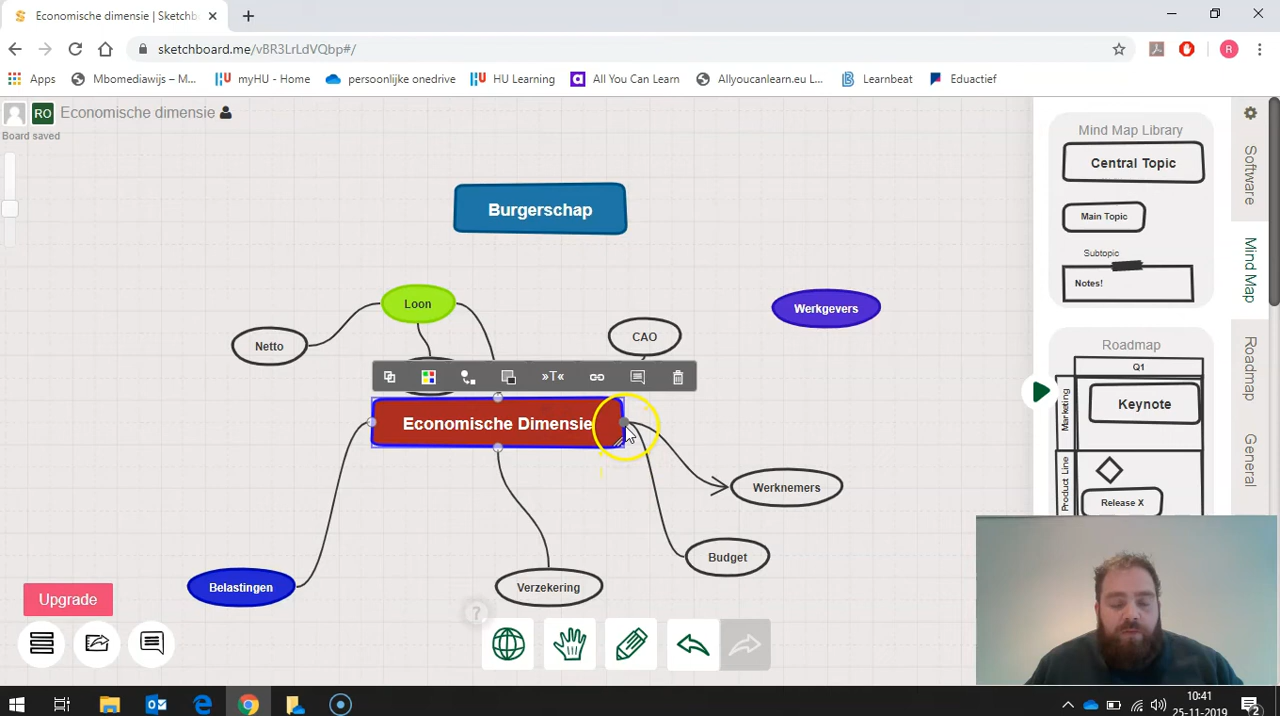 Economische dimensie | Sketchb
sketchboard.me/vBR3LrLdVQbp#/
R
Apps
Mbomediawijs – M...
myHU - Home
persoonlijke onedrive
HU Learning
All You Can Learn
Allyoucanlearn.eu L...
Learnbeat
Eduactief
RO
Economische dimensie
Board saved
Burgerschap
Loon
Netto
CAO
Werkgevers
»T«
Economische Dimensie
Werknemers
Budget
Belastingen
Verzekering
Upgrade
?
Mind Map Library
Central Topic
Main Topic
Subtopic
Notes!
Roadmap
Q1
Marketing
Keynote
Product Line
Release X
Software
Mind Map
Roadmap
General
10:41
25-11-2019
2